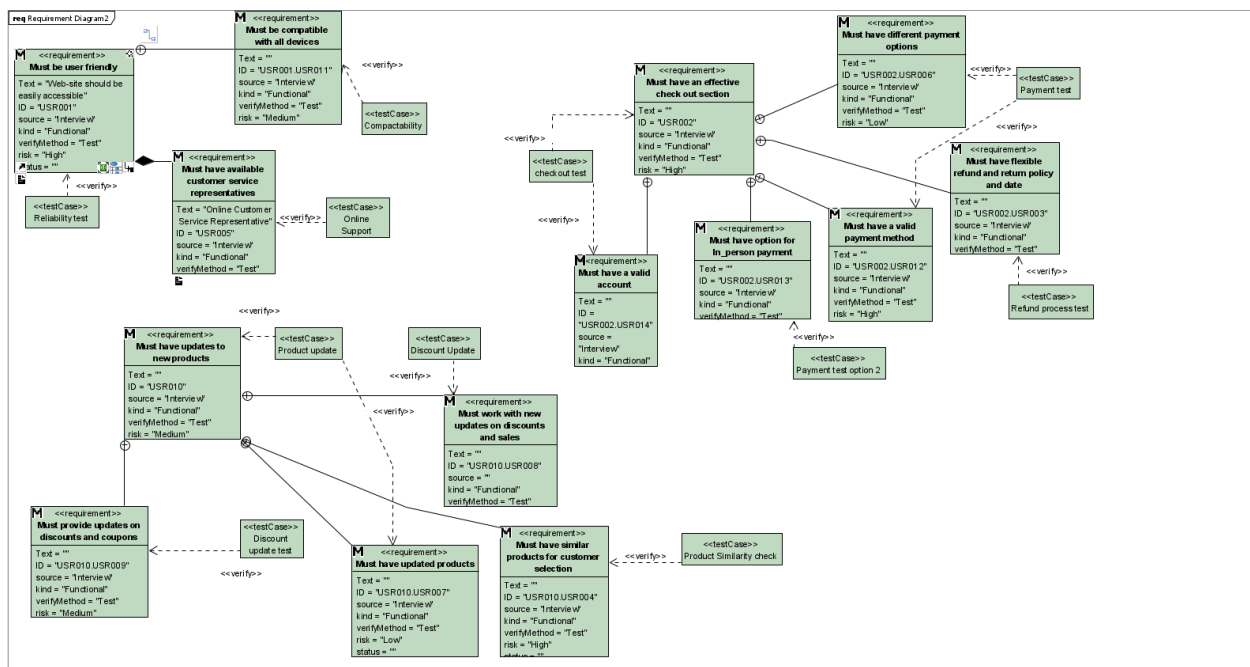 req Requirement Diagram2
<<requirement>>
Must be user friendly
Text = "Web-site should be
easily accessible"
ID = "USR001"
source = "Interview"
kind = "Functional"
verifyMethod = "Test"
risk = "High"
status = ""
<<requirement>>
Must be compatible
with all devices
Text = ""
ID = "USR001.USR011"
source = "Interview"
kind = "Functional"
verifyMethod = "Test"
risk = "Medium"
<<verify>>
<<testCase>>
Compactability
<<requirement>>
Must have available
customer service
representatives
Text = "Online Customer
Service Representative"
ID = "USR005"
source = "Interview"
kind = "Functional"
verifyMethod = "Test"
<<verify>>
<<testCase>>
Reliability test
<<verify>>
<<testCase>>
Online
Support
<<requirement>>
Must have an effective
check out section
Text = ""
ID = "USR002"
source = "Interview"
kind = "Functional"
verifyMethod = "Test"
risk = "High"
<<requirement>>
Must have different payment
options
Text = ""
ID = "USR002.USR006"
source = "Interview"
kind = "Functional"
verifyMethod = "Test"
risk = "Low"
<<verify>>
<<testCase>>
Payment test
<<verify>>
<<verify>>
<<testCase>>
checkout test
<<verify>>
<<requirement>>
Must have flexible
refund and return policy
and date
Text = ""
ID = "USR002.USR003"
source = "Interview"
kind = "Functional"
verifyMethod = "Test"
<<requirement>>
Must have a valid
payment method
Text = ""
ID = "USR002.USR012"
source = "Interview"
kind = "Functional"
verifyMethod = "Test"
risk = "High"
<<requirement>>
Must have option for
In_person payment
Text = ""
ID = "USR002.USR013"
source = "Interview"
kind = "Functional"
verifyMethod = "Test"
<<requirement>>
Must have a valid
account
Text = ""
ID =
"USR002.USR014"
source =
"Interview"
kind = "Functional"
<<verify>>
<<testCase>>
Refund process test
<<verify>>
<<testCase>>
Payment test option 2
<<requirement>>
Must have updates to
new products
Text = ""
ID = "USR010"
source = "Interview"
kind = "Functional"
verifyMethod = "Test"
risk = "Medium"
<<verify>>
<<testCase>>
Product update
<<verify>>
<<testCase>>
Discount Update
<<verify>>
<<requirement>>
Must work with new
updates on discounts
and sales
Text = ""
ID = "USR010.USR008"
source = ""
kind = "Functional"
verifyMethod = "Test"
<<requirement>>
Must provide updates on
discounts and coupons
Text = ""
ID = "USR010.USR009"
source = "Interview"
kind = "Functional"
verifyMethod = "Test"
risk = "Medium"
<<testCase>>
Discount
update test
<<verify>>
<<requirement>>
Must have updated products
Text = ""
ID = "USR010.USR007"
source = "Interview"
kind = "Functional"
verifyMethod = "Test"
risk = "Low"
status = ""
<<requirement>>
Must have similar
products for customer
selection
Text = ""
ID = "USR010.USR004"
source = "Interview"
kind = "Functional"
verifyMethod = "Test"
risk = "High"
status = ""
<<verify>>
<<testCase>>
Product Similarity check